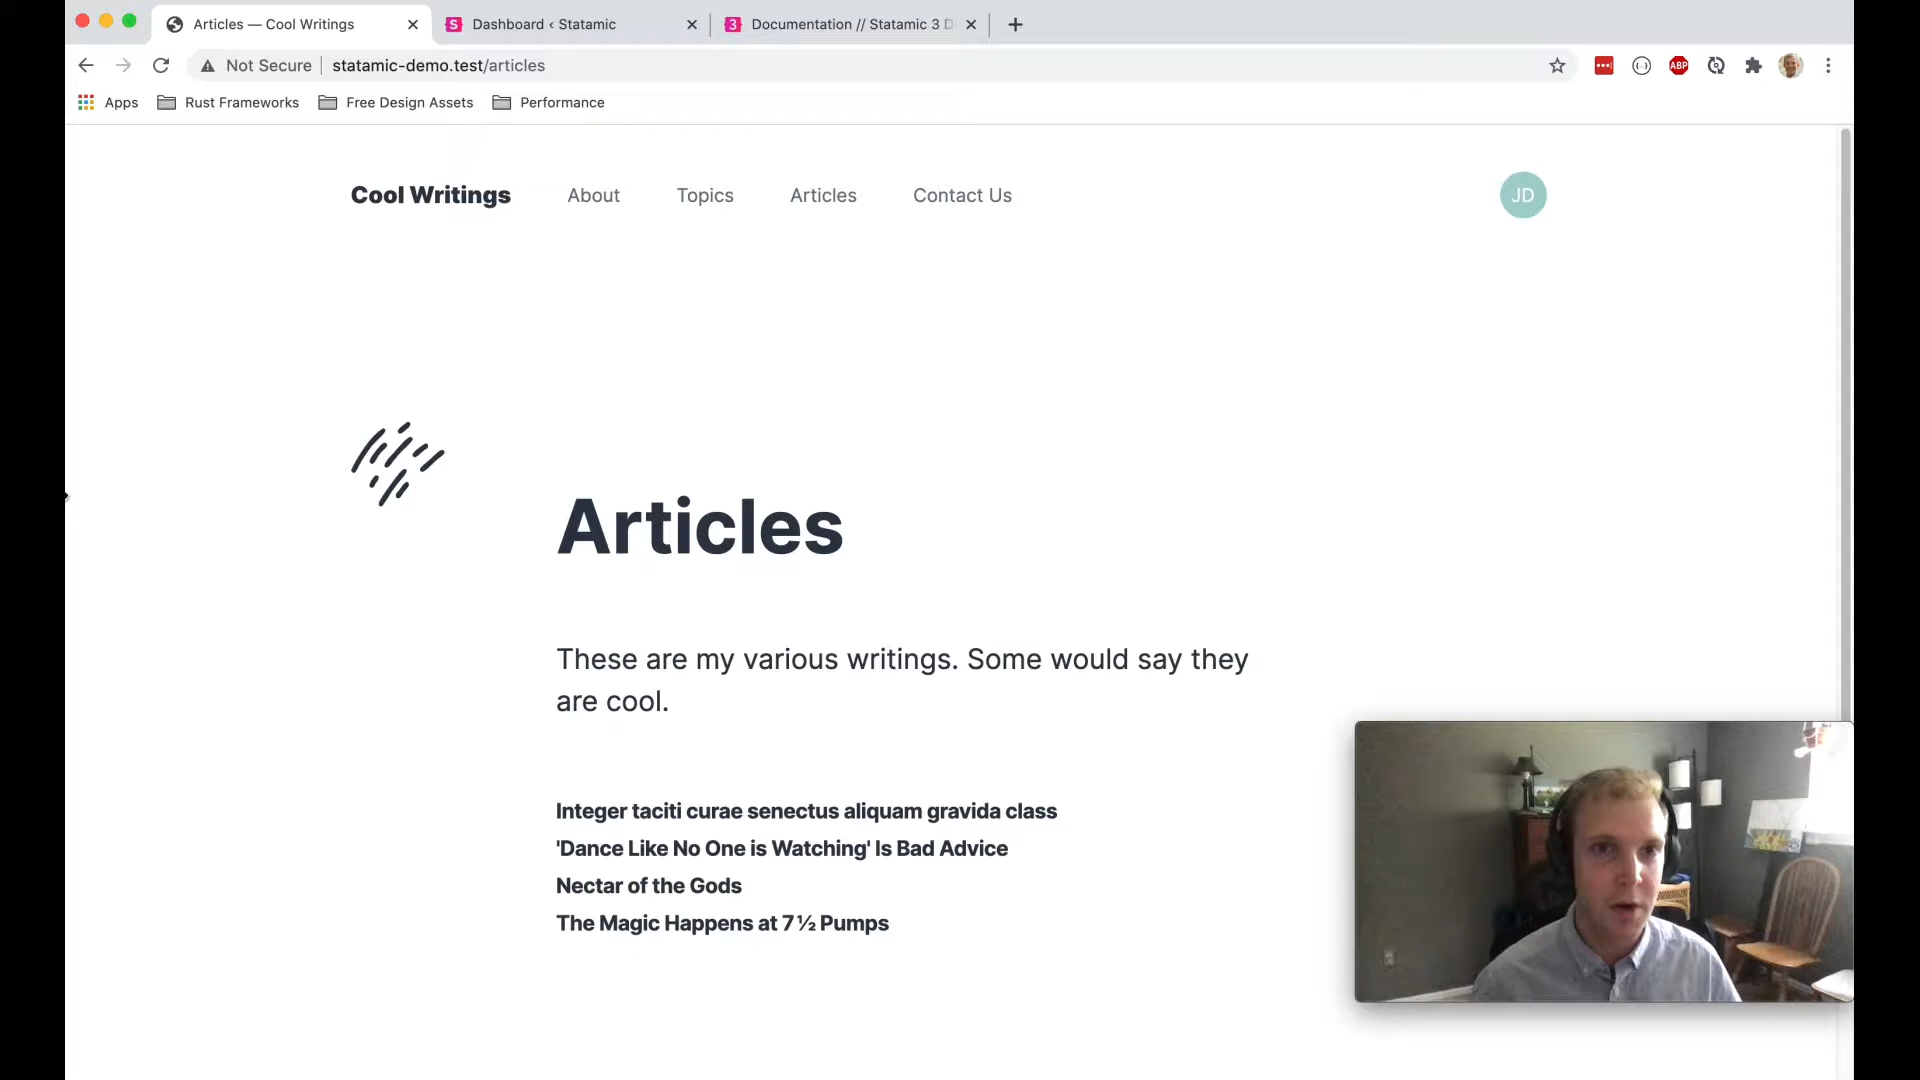 Articles — Cool Writings
Dashboard ‹ Statamic
Documentation // Statamic 3 D
Not Secure
statamic-demo.test/articles
ABP
Apps
Rust Frameworks
Free Design Assets
Performance
Cool Writings
About
Topics
Articles
Contact Us
JD
Articles
These are my various writings. Some would say they
are cool.
Integer taciti curae senectus aliquam gravida class
'Dance Like No One is Watching' Is Bad Advice
Nectar of the Gods
The Magic Happens at 7 ½ Pumps